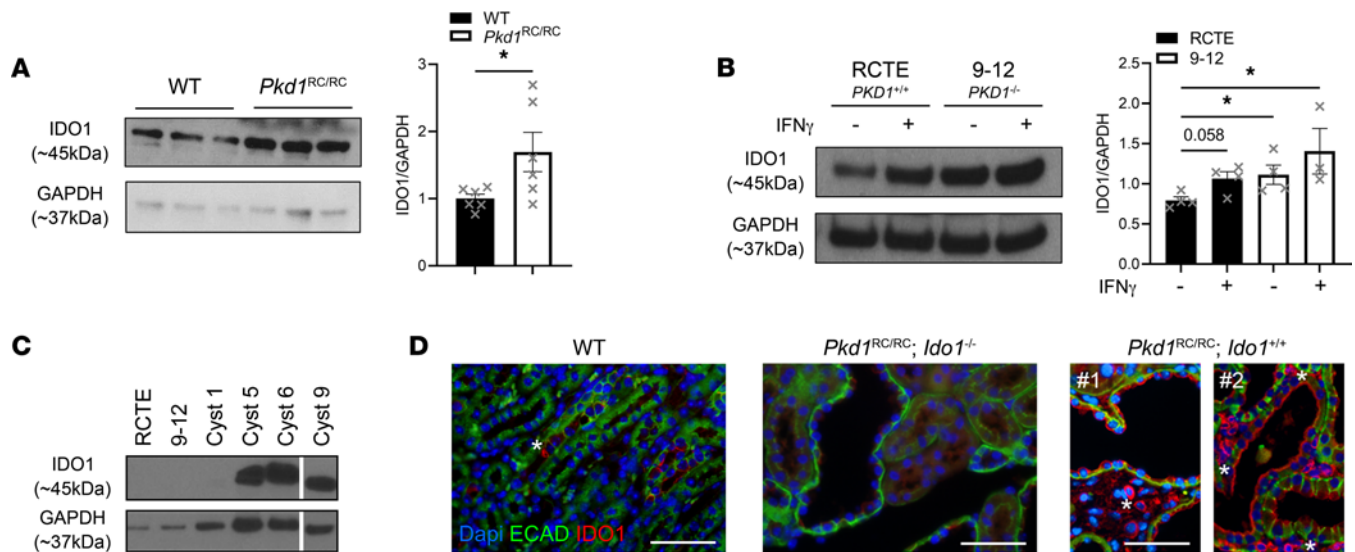 A
WT
Pkd1RC/RC
IDO1
(~45kDa)
GAPDH
(~37kDa)
WT
Pkd1RC/RC
*
IDO1/GAPDH
3
2
1
0
B
RCTE
9-12
PKD1+/+
PKD1-/-
IFNγ
-
+
-
+
IDO1
(~45kDa)
GAPDH
(~37kDa)
RCTE
9-12
*
*
0.058
IDO1/GAPDH
2.5
2.0
1.5
1.0
0.5
0.0
IFNγ
-
+
-
+
C
RCTE
9-12
Cyst 1
Cyst 5
Cyst 6
Cyst 9
IDO1
(~45kDa)
GAPDH
(~37kDa)
D
WT
Pkd1RC/RC; Ido1-/-
Pkd1RC/RC; Ido1+/+
*
Dapi ECAD IDO1
#1
*
#2
*
*
*